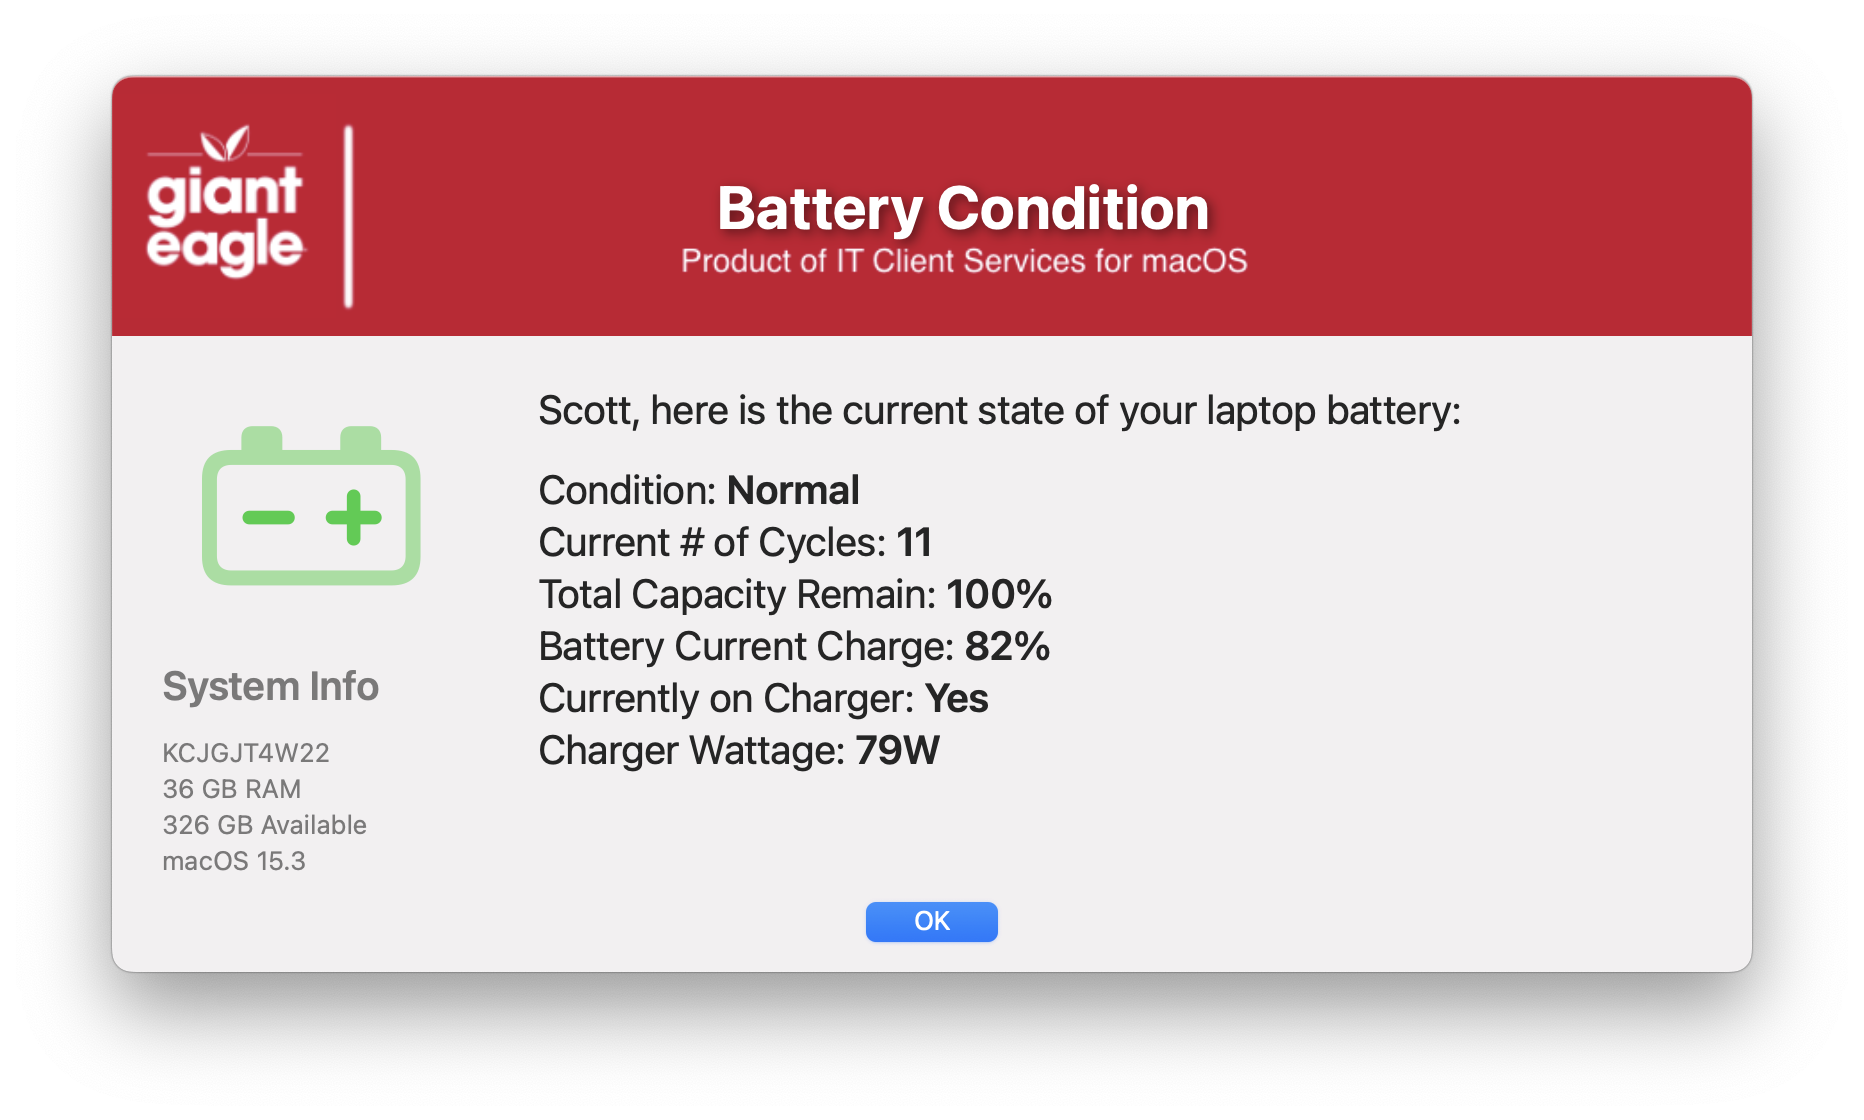 giant
eagle
Battery Condition
Product of IT Client Services for macOS
Scott, here is the current state of your laptop battery:
Condition: Normal
Current # of Cycles: 11
Total Capacity Remain: 100%
Battery Current Charge: 82%
Currently on Charger: Yes
Charger Wattage: 79W
System Info
KCJGJT4W22
36 GB RAM
326 GB Available
macOS 15.3
OK